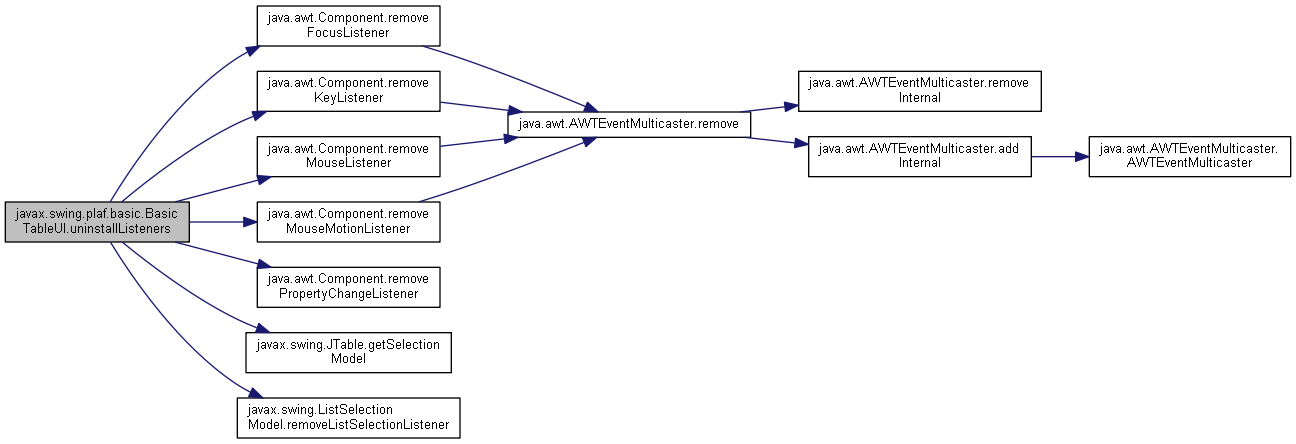 java.awt.Component.remove
FocusListener
java.awt.Component.remove
KeyListener
java.awt.AWTEventMulticaster.remove
Internal
java.awt.AWTEventMulticaster.remove
java.awt.Component.remove
MouseListener
java.awt.AWTEventMulticaster.add
Internal
java.awt.AWTEventMulticaster.
AWTEventMulticaster
javax.swing.plaf.basic.Basic
TableUI.uninstallListeners
java.awt.Component.remove
MouseMotionListener
java.awt.Component.remove
PropertyChangeListener
javax.swing.JTable.getSelection
Model
javax.swing.ListSelection
Model.removeListSelectionListener